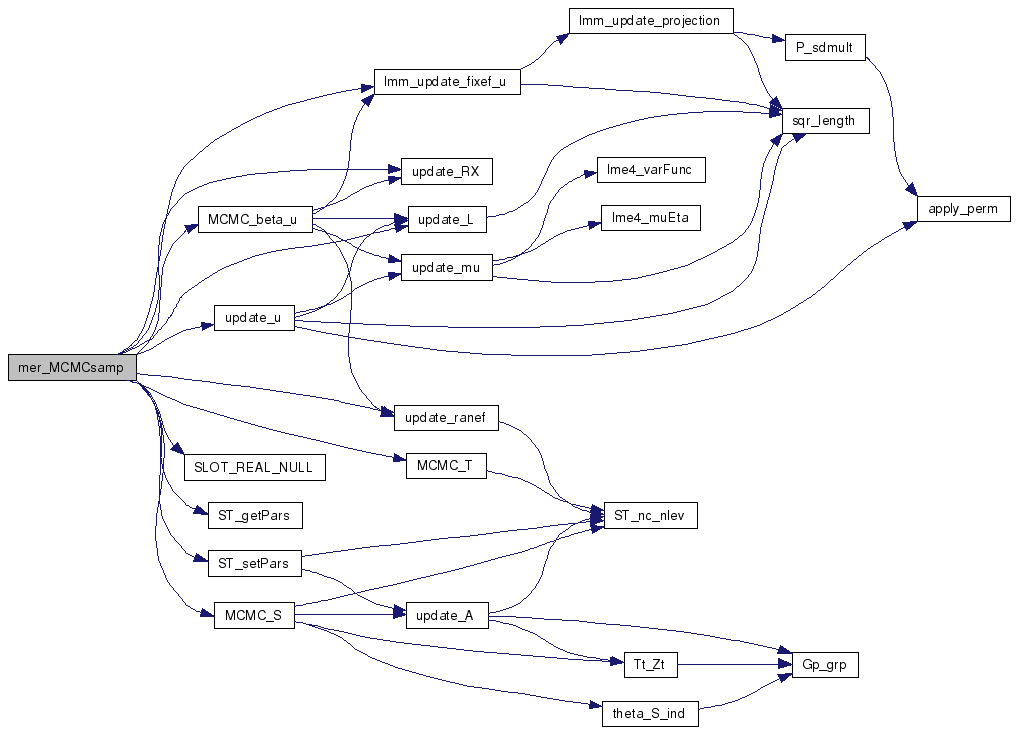 lmm_update_projection
P_sdmult
lmm_update_fixef_u
sqr_length
update_RX
lme4_varFunc
MCMC_beta_u
update_L
lme4_muEta
apply_perm
update_mu
update_u
mer_MCMCsamp
update_ranef
SLOT_REAL_NULL
MCMC_T
ST_getPars
ST_nc_nlev
ST_setPars
MCMC_S
update_A
Tt_Zt
Gp_grp
theta_S_ind